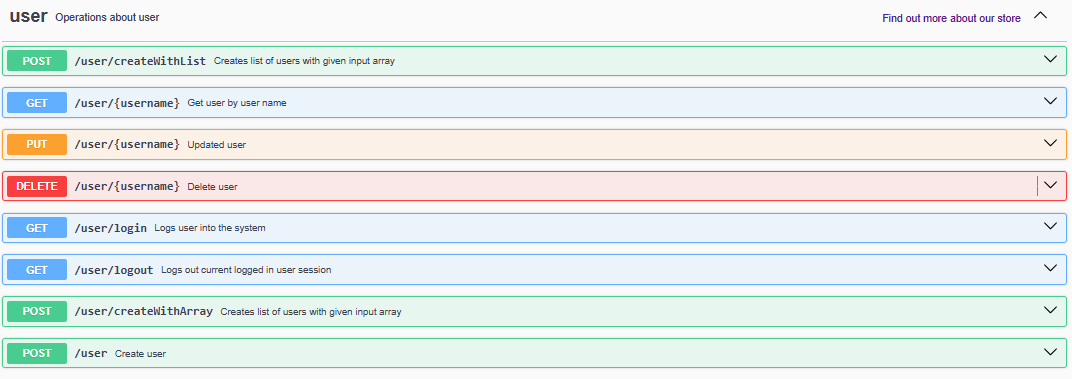 user Operations about user Find out more about our store
POST /user/createWithList Creates list of users with given input array
GET /user/{username} Get user by user name
PUT /user/{username} Updated user
DELETE /user/{username} Delete user
GET /user/login Logs user into the system
GET /user/logout Logs out current logged in user session
POST /user/createWithArray Creates list of users with given input array
POST /user Create user